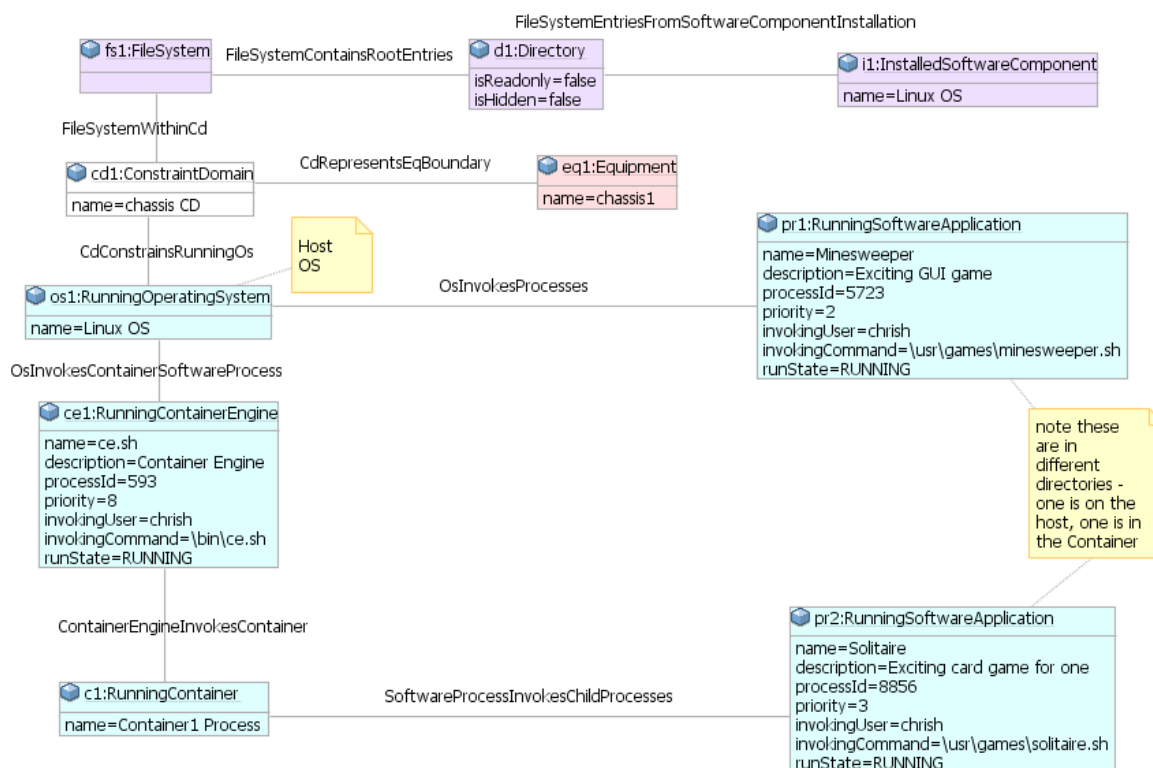 FileSystemEntriesFromSoftwareComponentInstallation
fs1:FileSystem
FileSystemContainsRootEntries
d1:Directory
isReadonly=false
isHidden=false
i1:InstalledSoftwareComponent
name=Linux OS
FileSystemWithinCd
cd1:ConstraintDomain
name=chassis CD
CdRepresentsEqBoundary
eq1:Equipment
name=chassis1
CdConstrainsRunningOs
Host
OS
os1:RunningOperatingSystem
name=Linux OS
OsInvokesProcesses
pr1:RunningSoftwareApplication
name=Minesweeper
description=Exciting GUI game
processId=5723
priority=2
invokingUser=chrish
invokingCommand=\usr\games\minesweeper.sh
runState=RUNNING
OsInvokesContainerSoftwareProcess
ce1:RunningContainerEngine
name=ce.sh
description=Container Engine
processId=593
priority=8
invokingUser=chrish
invokingCommand=\bin\ce.sh
runState=RUNNING
note these
are in
different
directories -
one is on the
host, one is in
the Container
ContainerEngineInvokesContainer
c1:RunningContainer
name=Container1 Process
SoftwareProcessInvokesChildProcesses
pr2:RunningSoftwareApplication
name=Solitaire
description=Exciting card game for one
processId=8856
priority=3
invokingUser=chrish
invokingCommand=\usr\games\solitaire.sh
runState=RUNNING